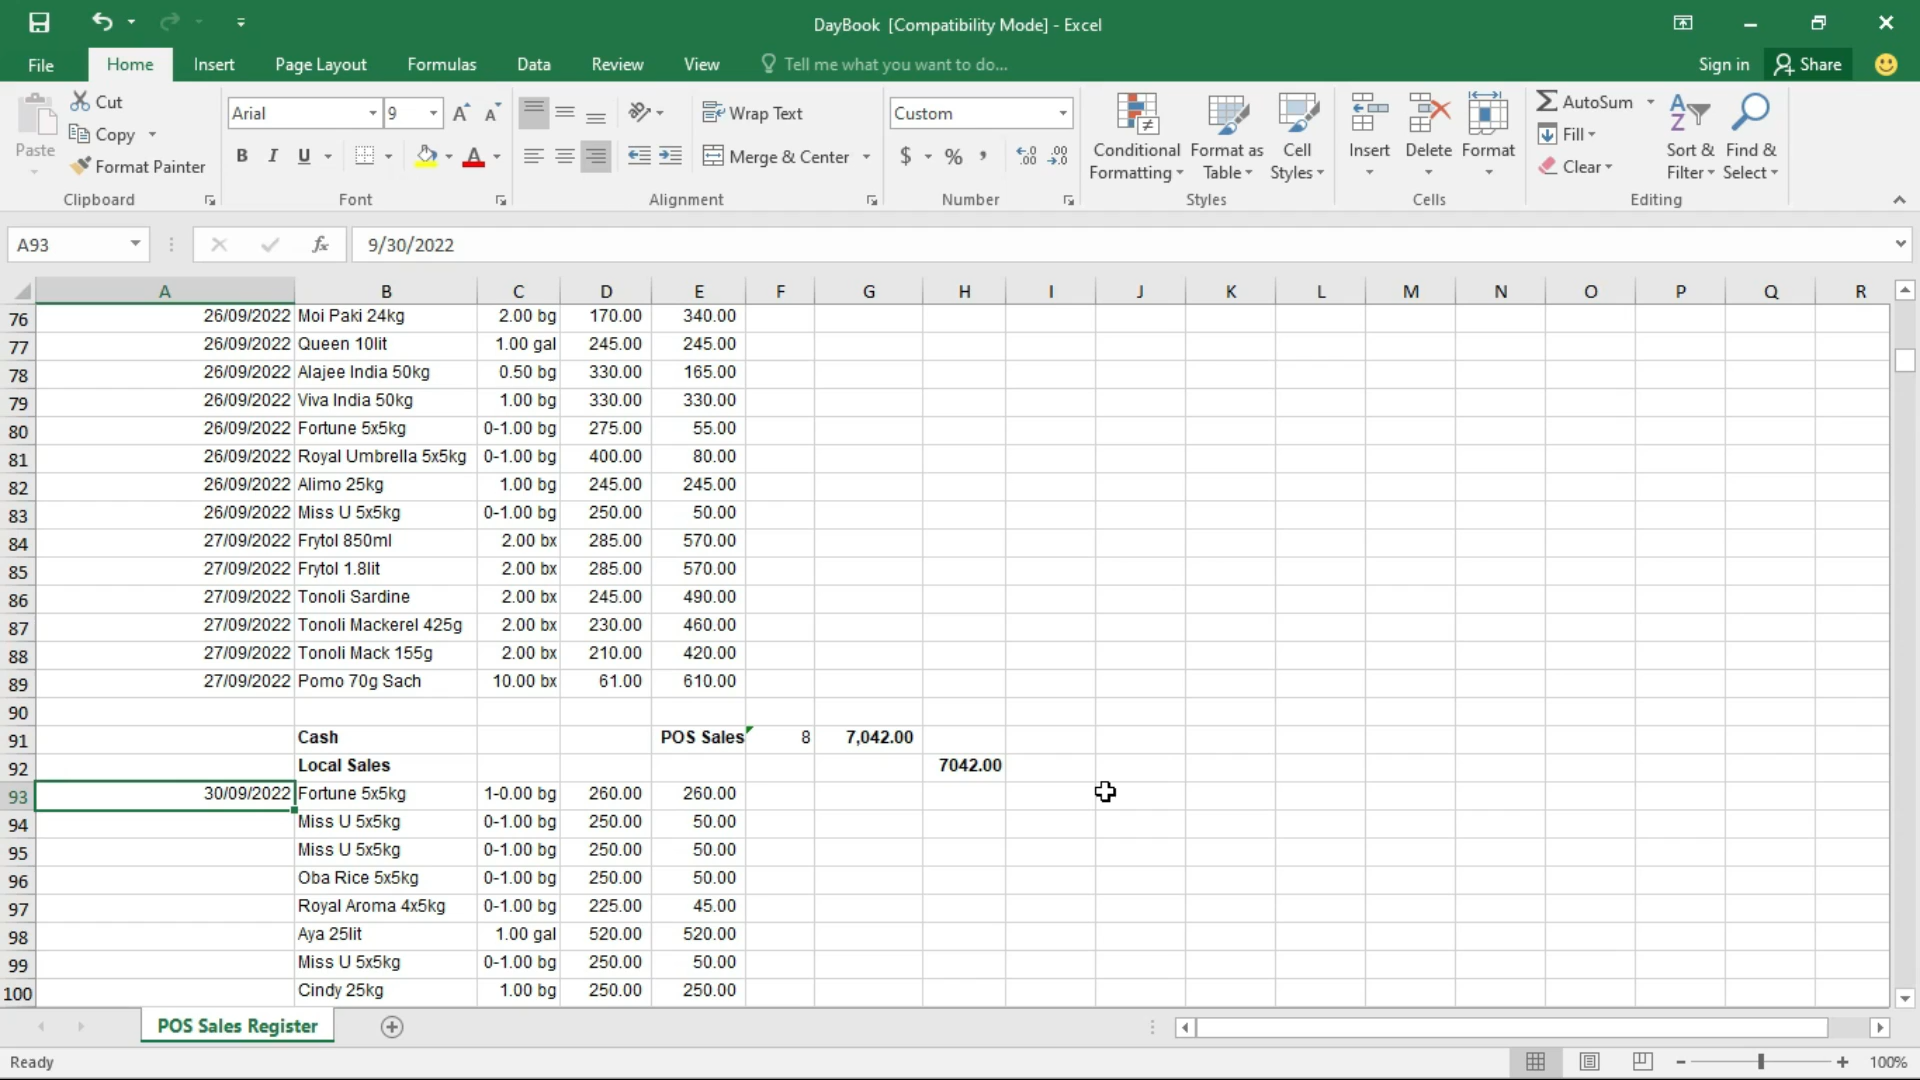 DayBook [Compatibility Mode] - Excel
File Home Insert Page Layout Formulas Data Review View Tell me what you want to do... Sign in Share
Cut
Copy
Format Painter
Paste
Clipboard
Arial 9 A A
B I U A
Font
Wrap Text
Merge & Center
Alignment
Custom
$ % , .00 .00
Number
Conditional Formatting
Format as Table
Cell Styles
Styles
Insert Delete Format
Cells
AutoSum
Fill
Clear
Sort & Filter
Find & Select
Editing
A93 fx 9/30/2022
A B C D E F G H I J K L M N O P Q R
76 26/09/2022 Moi Paki 24kg 2.00 bg 170.00 340.00
77 26/09/2022 Queen 10lit 1.00 gal 245.00 245.00
78 26/09/2022 Alajee India 50kg 0.50 bg 330.00 165.00
79 26/09/2022 Viva India 50kg 1.00 bg 330.00 330.00
80 26/09/2022 Fortune 5x5kg 0-1.00 bg 275.00 55.00
81 26/09/2022 Royal Umbrella 5x5kg 0-1.00 bg 400.00 80.00
82 26/09/2022 Alimo 25kg 1.00 bg 245.00 245.00
83 26/09/2022 Miss U 5x5kg 0-1.00 bg 250.00 50.00
84 27/09/2022 Frytol 850ml 2.00 bx 285.00 570.00
85 27/09/2022 Frytol 1.8lit 2.00 bx 285.00 570.00
86 27/09/2022 Tonoli Sardine 2.00 bx 245.00 490.00
87 27/09/2022 Tonoli Mackerel 425g 2.00 bx 230.00 460.00
88 27/09/2022 Tonoli Mack 155g 2.00 bx 210.00 420.00
89 27/09/2022 Pomo 70g Sach 10.00 bx 61.00 610.00
90
91 Cash POS Sales 8 7,042.00
92 Local Sales 7042.00
93 30/09/2022 Fortune 5x5kg 1-0.00 bg 260.00 260.00
94 Miss U 5x5kg 0-1.00 bg 250.00 50.00
95 Miss U 5x5kg 0-1.00 bg 250.00 50.00
96 Oba Rice 5x5kg 0-1.00 bg 250.00 50.00
97 Royal Aroma 4x5kg 0-1.00 bg 225.00 45.00
98 Aya 25lit 1.00 gal 520.00 520.00
99 Miss U 5x5kg 0-1.00 bg 250.00 50.00
100 Cindy 25kg 1.00 bg 250.00 250.00
POS Sales Register
Ready 100%